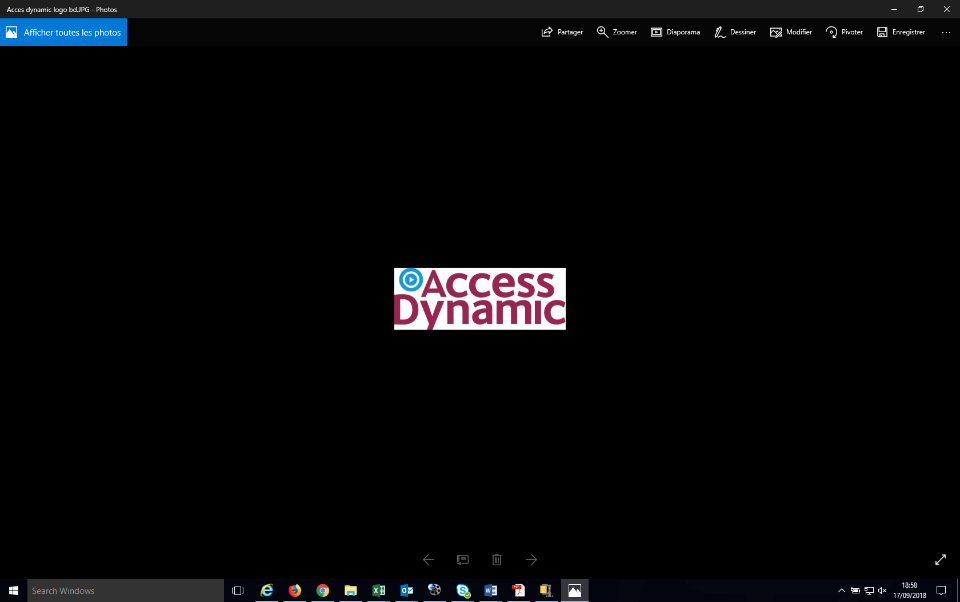 Acces dynamic logo bd.JPG - Photos
Afficher toutes les photos
Partager
Zoomer
Diaporama
Dessiner
Modifier
Pivoter
Enregistrer
Access
Dynamic
Search Windows
18:58
17/09/2018